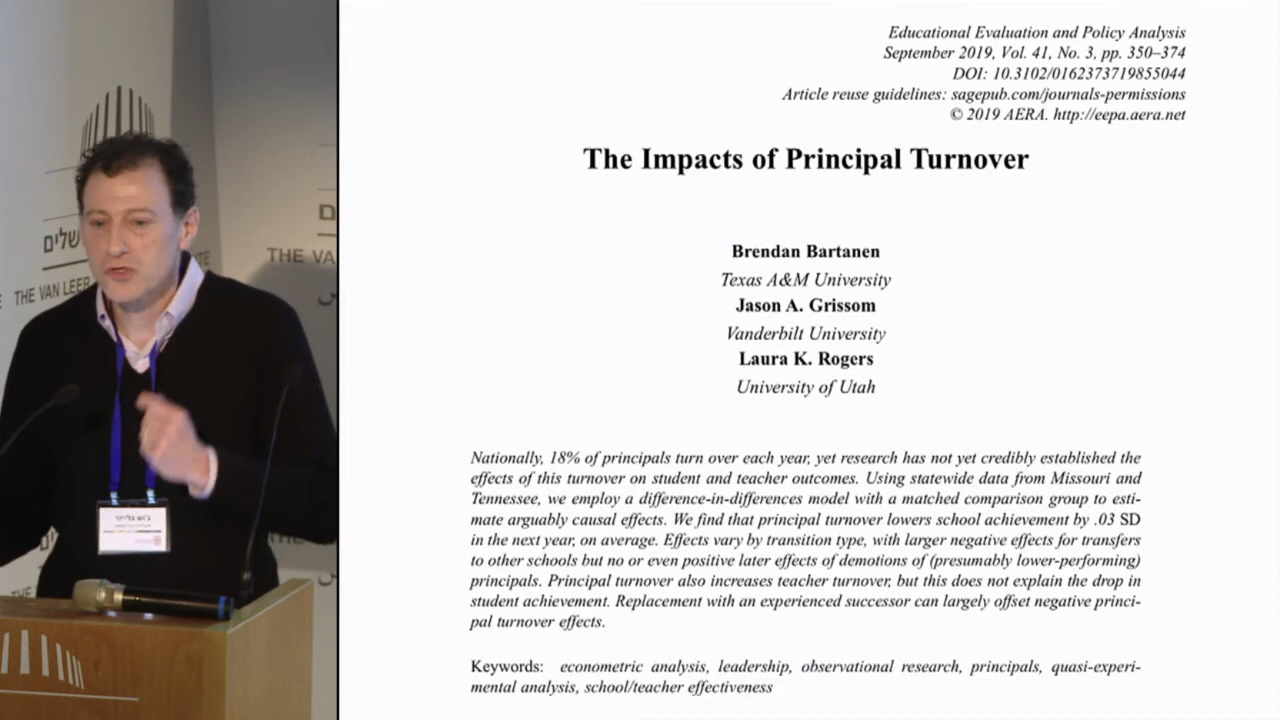 שלים
THE VAN LEER
THE VA
ג'וש גלייזר
Educational Evaluation and Policy Analysis
September 2019, Vol. 41, No. 3, pp. 350–374
DOI: 10.3102/0162373719855044
Article reuse guidelines: sagepub.com/journals-permissions
© 2019 AERA. http://eepa.aera.net
The Impacts of Principal Turnover
Brendan Bartanen
Texas A&M University
Jason A. Grissom
Vanderbilt University
Laura K. Rogers
University of Utah
Nationally, 18% of principals turn over each year, yet research has not yet credibly established the
effects of this turnover on student and teacher outcomes. Using statewide data from Missouri and
Tennessee, we employ a difference-in-differences model with a matched comparison group to esti-
mate arguably causal effects. We find that principal turnover lowers school achievement by .03 SD
in the next year, on average. Effects vary by transition type, with larger negative effects for transfers
to other schools but no or even positive later effects of demotions of (presumably lower-performing)
principals. Principal turnover also increases teacher turnover, but this does not explain the drop in
student achievement. Replacement with an experienced successor can largely offset negative princi-
pal turnover effects.
Keywords: econometric analysis, leadership, observational research, principals, quasi-experi-
mental analysis, school/teacher effectiveness